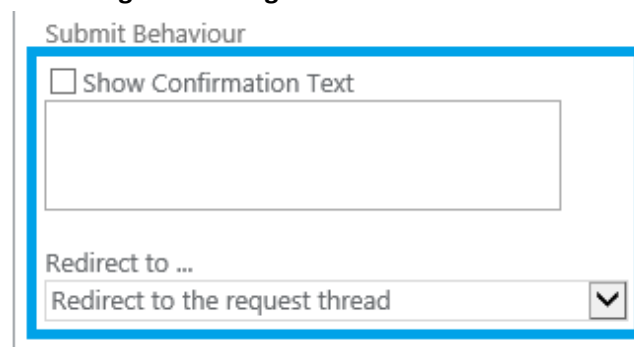 Submit Behaviour
Show Confirmation Text
Redirect to ...
Redirect to the request thread